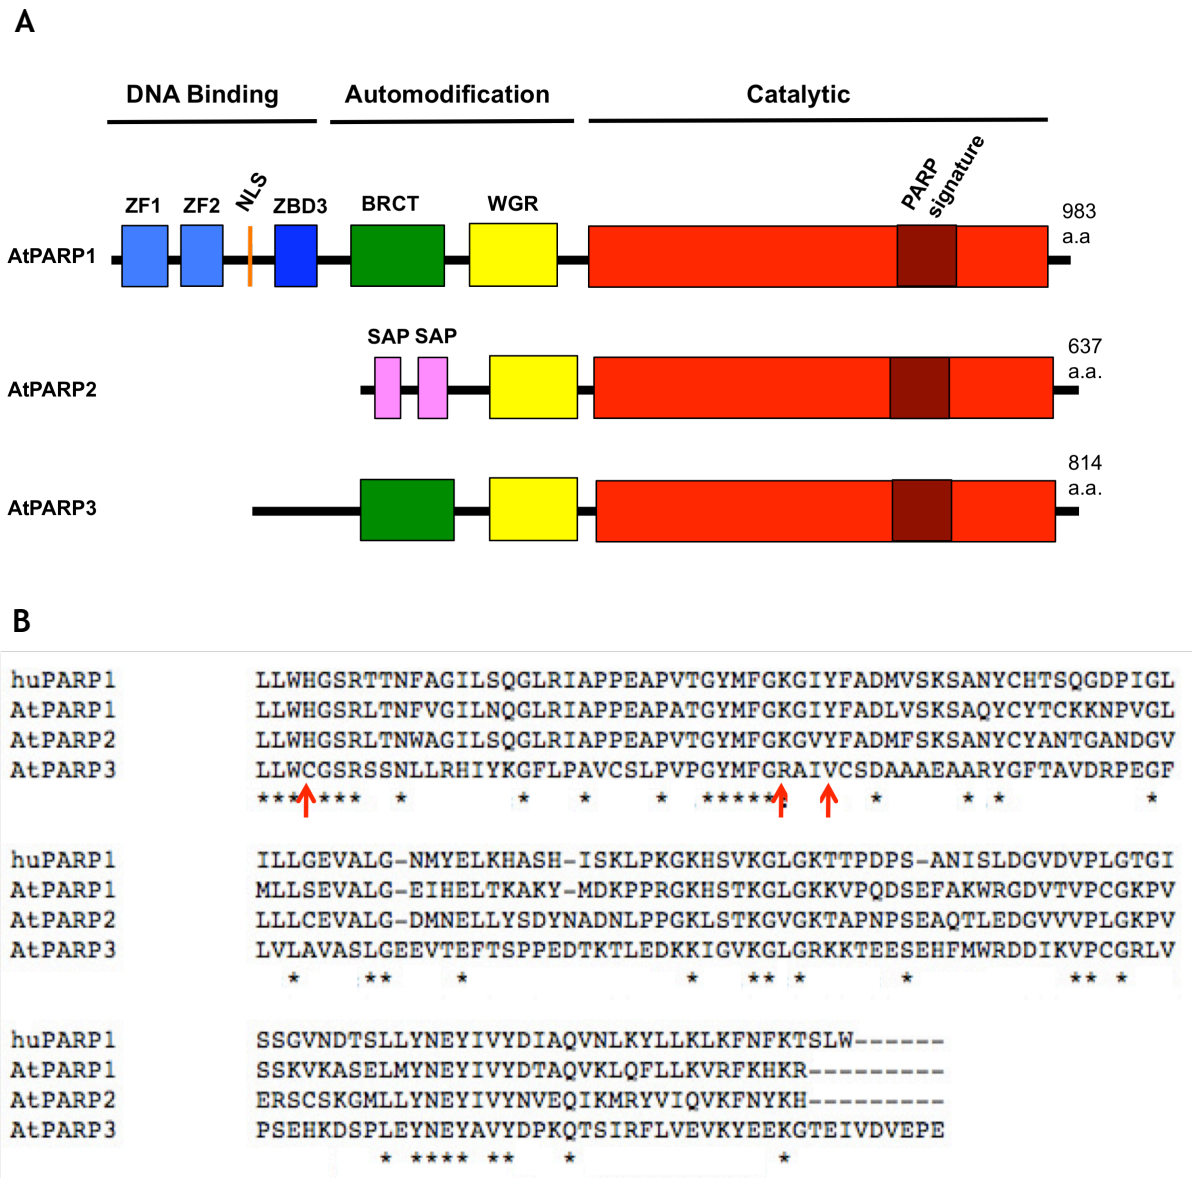 A
DNA Binding Automodification Catalytic
ZF1 ZF2 NLS ZBD3 BRCT WGR PARP signature
AtPARP1
983
a.a
SAP SAP
AtPARP2
637
a.a.
AtPARP3
814
a.a.
B
huPARP1 LLWHGSRTTNFAGILSQGLRIAPPEAPVTGYMFGKGIYFADMVSKSANYCHTSQGDPIGL
AtPARP1 LLWHGSRLTNFVGILNQGLRIAPPEAPATGYMFGKGIYFADLVSKSAQYCYTCKKNPVGL
AtPARP2 LLWHGSRLTNWAGILSQGLRIAPPEAPVTGYMFGKGVYFADMFSKSANYCYANTGANDGV
AtPARP3 LLWCGSRSSNLLRHIYKGFLPAVCSLPVPGYMFGRAIVCSDAAAEAARYGFTAVDRPEGF
*** *** * * * * ****** * * * *
huPARP1 ILLGEVALG-NMYELKHASH-ISKLPKGKHSVKGLGKTTPDPS-ANISLDGVDVPLGTGI
AtPARP1 MLLSEVALG-EIHELTKAKY-MDKPPRGKHSTKGLGKKVPQDSEFAKWRGDVTVPCGKPV
AtPARP2 LLLCEVALG-DMNELLYSDYNADNLPPGKLSTKGVGKTAPNPSEAQTLEDGVVVPLGKPV
AtPARP3 LVLAVASLGEEVTEFTSPPEDTKTLEDKKIGVKGLGRKKTEESEHFMWRDDIKVPCGRLV
* ** * * ** * * ** *
huPARP1 SSGVNDTSLLYNEYIVYDIAQVNLKYLLKLKFNFKTSLW------
AtPARP1 SSKVKASELMYNEYIVYDTAQVKLQFLLKVRFKHKR---------
AtPARP2 ERSCSKGMLLYNEYIVYNVEQIKMRYVIQVKFNYKH---------
AtPARP3 PSEHKDSPLEYNEYAVYDPKQTSIRFLVEVKYEEKGTEIVDVEPE
* **** ** * *